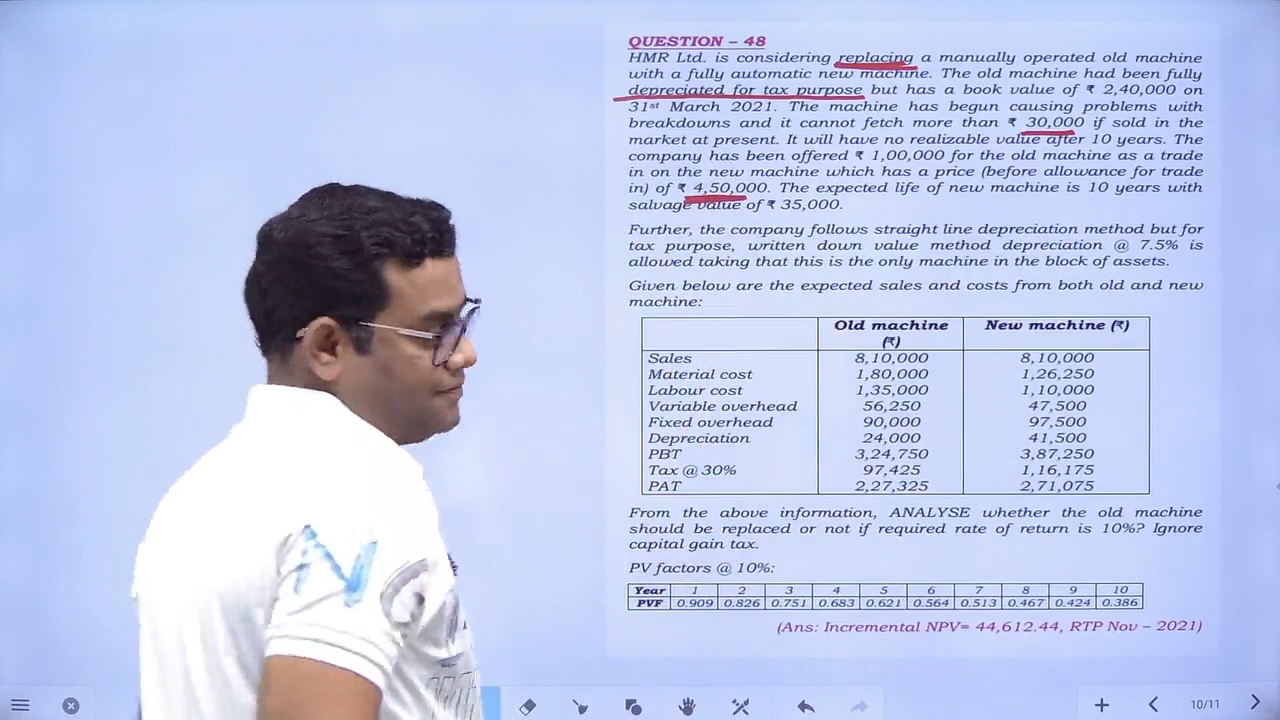 QUESTION – 48
HMR Ltd. is considering replacing a manually operated old machine
with a fully automatic new machine. The old machine had been fully
depreciated for tax purpose but has a book value of ₹ 2,40,000 on
31st March 2021. The machine has begun causing problems with
breakdowns and it cannot fetch more than ₹ 30,000 if sold in the
market at present. It will have no realizable value after 10 years. The
company has been offered ₹ 1,00,000 for the old machine as a trade
in on the new machine which has a price (before allowance for trade
in) of ₹ 4,50,000. The expected life of new machine is 10 years with
salvage value of ₹ 35,000.
Further, the company follows straight line depreciation method but for
tax purpose, written down value method depreciation @ 7.5% is
allowed taking that this is the only machine in the block of assets.
Given below are the expected sales and costs from both old and new
machine:
Old machine (₹) New machine (₹)
Sales 8,10,000 8,10,000
Material cost 1,80,000 1,26,250
Labour cost 1,35,000 1,10,000
Variable overhead 56,250 47,500
Fixed overhead 90,000 97,500
Depreciation 24,000 41,500
PBT 3,24,750 3,87,250
Tax @ 30% 97,425 1,16,175
PAT 2,27,325 2,71,075
From the above information, ANALYSE whether the old machine
should be replaced or not if required rate of return is 10%? Ignore
capital gain tax.
PV factors @ 10%:
Year 1 2 3 4 5 6 7 8 9 10
PVF 0.909 0.826 0.751 0.683 0.621 0.564 0.513 0.467 0.424 0.386
(Ans: Incremental NPV= 44,612.44, RTP Nov – 2021)
10/11